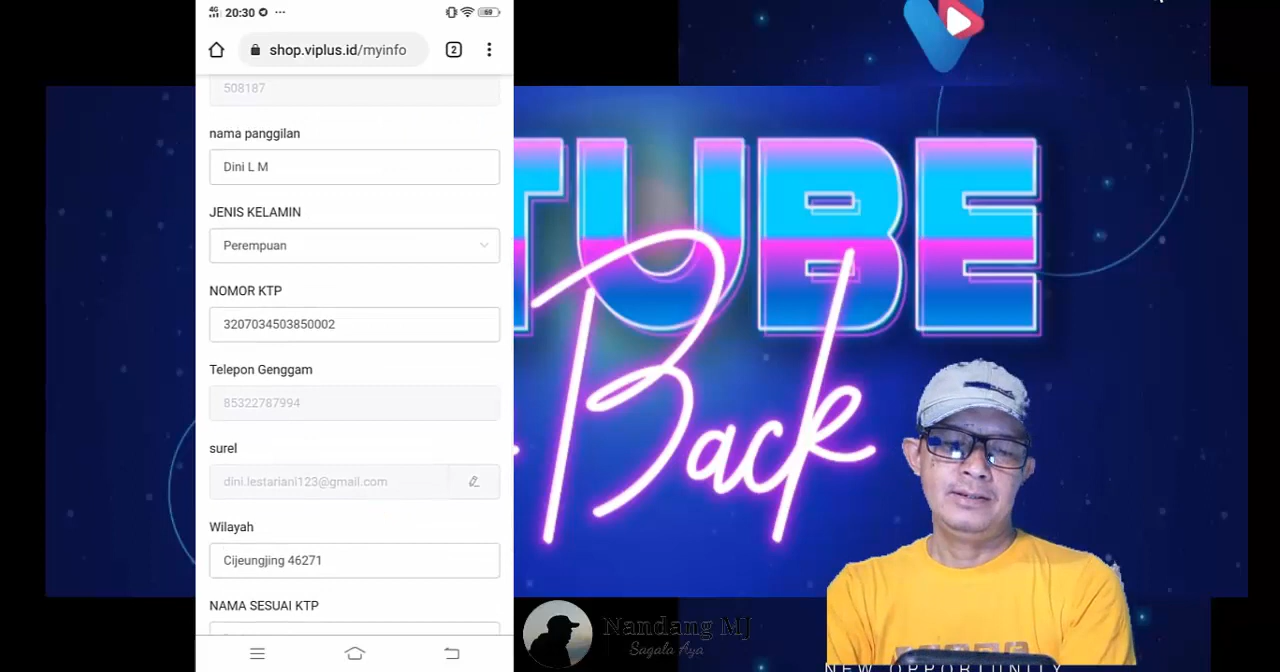 4G 20:30 ··· 69
shop.viplus.id/myinfo 2
508187
nama panggilan
Dini L M
JENIS KELAMIN
Perempuan
NOMOR KTP
3207034503850002
Telepon Genggam
85322787994
surel
dini.lestariani123@gmail.com
Wilayah
Cijeungjing 46271
NAMA SESUAI KTP
TUBE
Back
Nandang MJ
Sagala Aya
NEW OPPORTUNITY